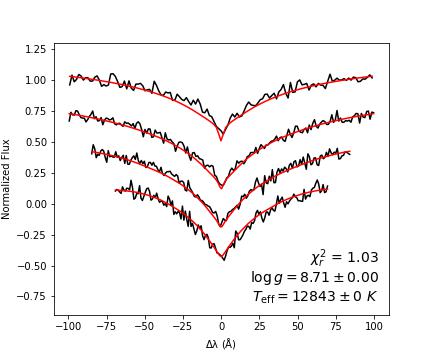 1.25
1.00
0.75
0.50
0.25
0.00
−0.25
−0.50
−0.75
Normalized Flux
χ²ᵣ = 1.03
log g = 8.71 ± 0.00
T_eff = 12843 ± 0 K
−100 −75 −50 −25 0 25 50 75 100
Δλ (Å)